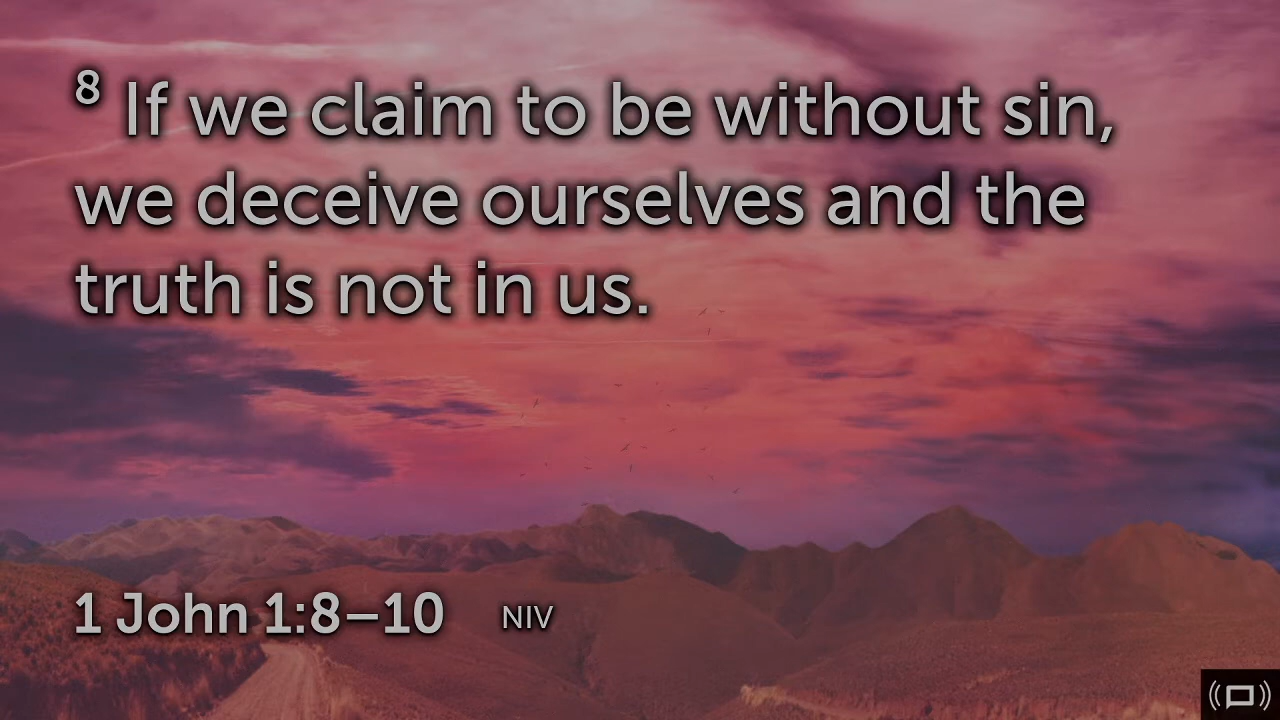 8 If we claim to be without sin,
we deceive ourselves and the
truth is not in us.
1 John 1:8–10 NIV